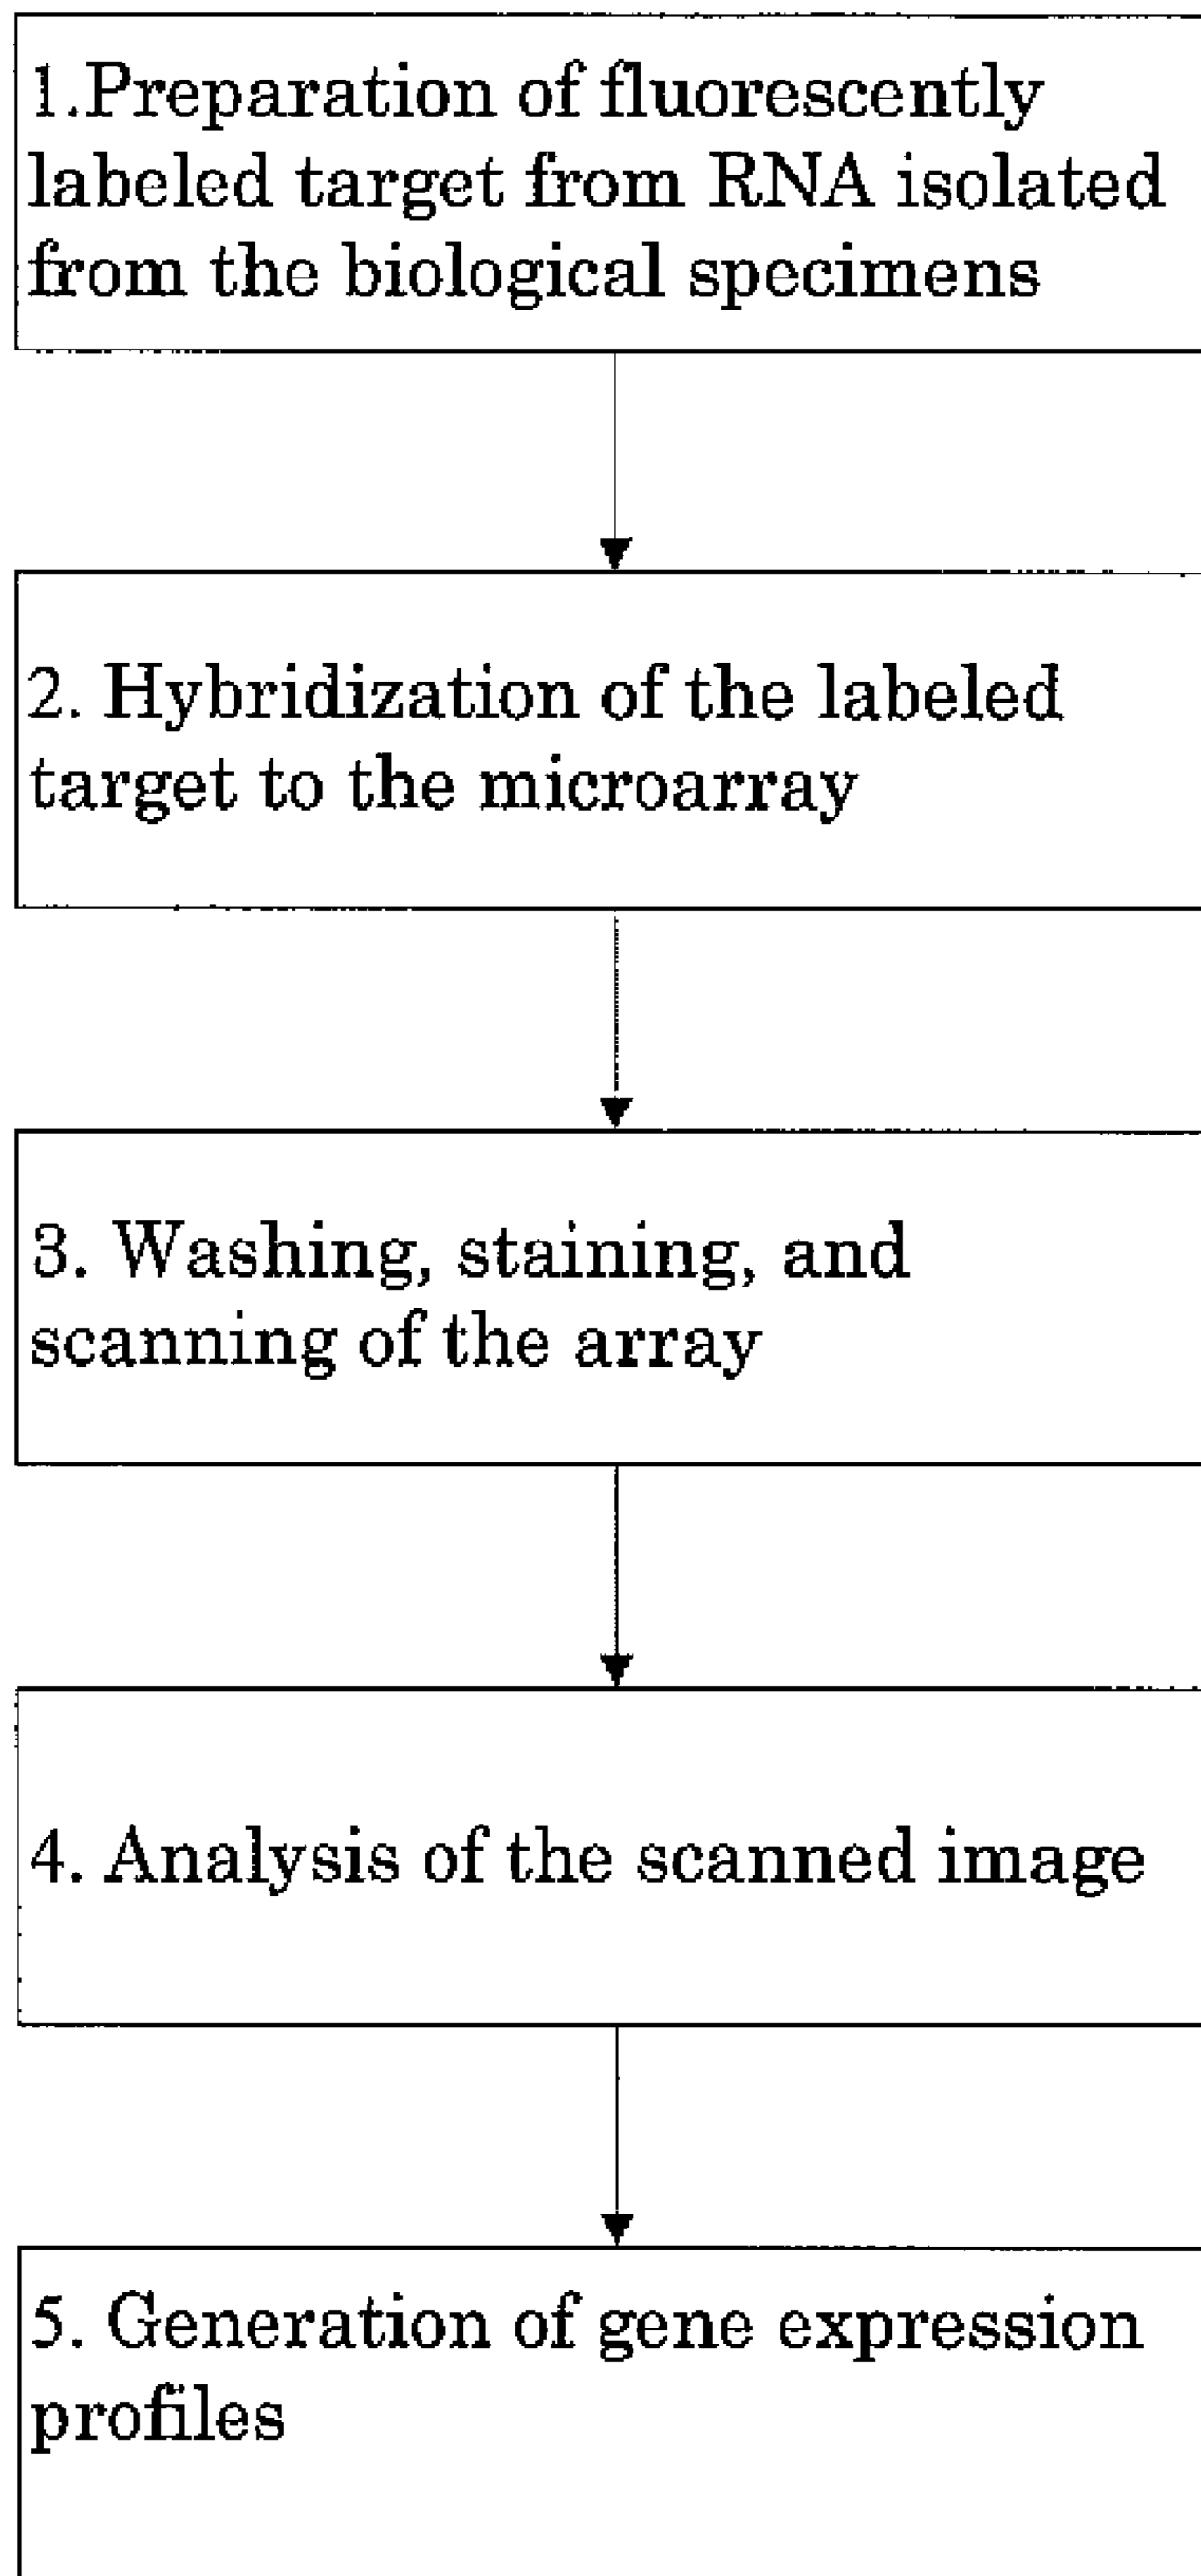 1.Preparation of fluorescently
labeled target from RNA isolated
from the biological specimens
2. Hybridization of the labeled
target to the microarray
3. Washing, staining, and
scanning of the array
4. Analysis of the scanned image
5. Generation of gene expression
profiles